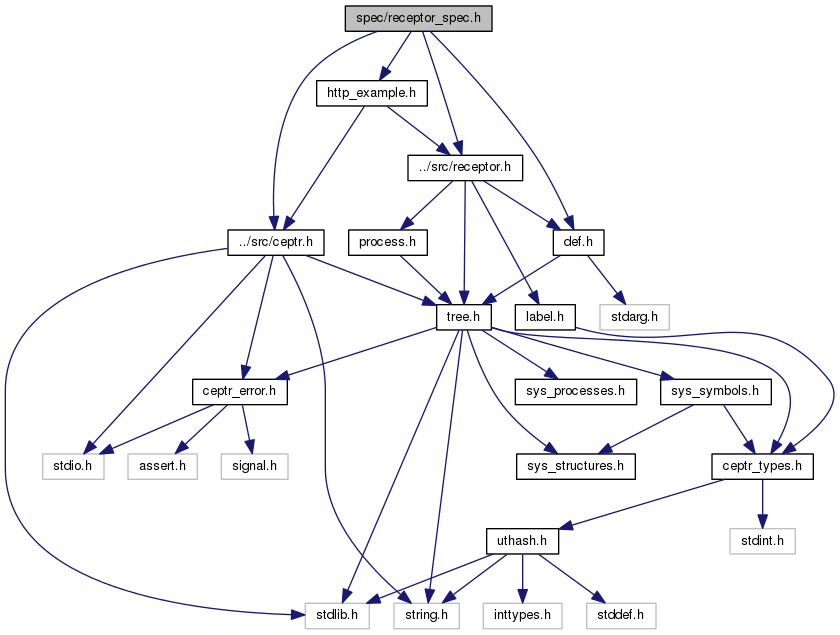 spec/receptor_spec.h
http_example.h
../src/receptor.h
../src/ceptr.h
process.h
def.h
tree.h
label.h
stdarg.h
ceptr_error.h
sys_processes.h
sys_symbols.h
stdio.h
assert.h
signal.h
sys_structures.h
ceptr_types.h
uthash.h
stdint.h
stdlib.h
string.h
inttypes.h
stddef.h